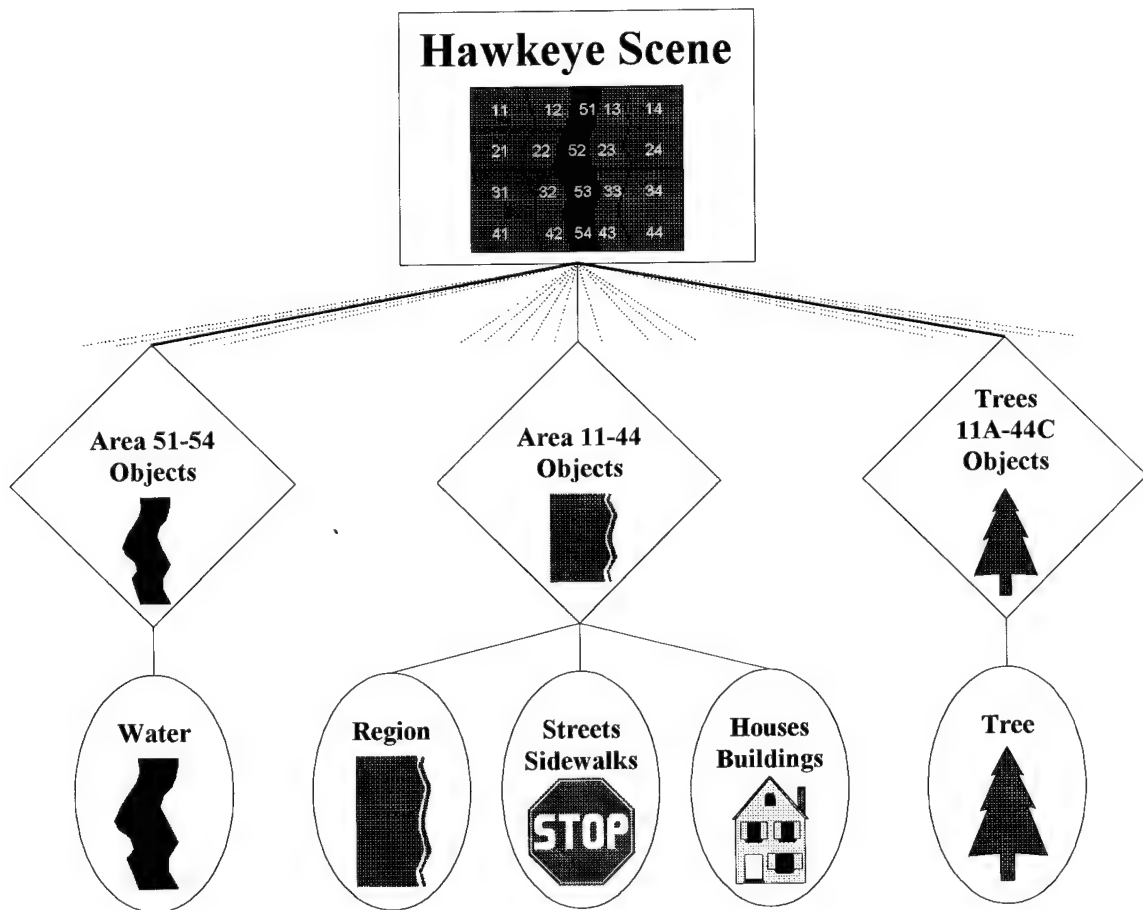 Hawkeye Scene
11 12 51 13 14
21 22 52 23 24
31 32 53 33 34
41 42 54 43 44
Area 51-54
Objects
Area 11-44
Objects
Trees
11A-44C
Objects
Water
Region
Streets
Sidewalks
STOP
Houses
Buildings
Tree